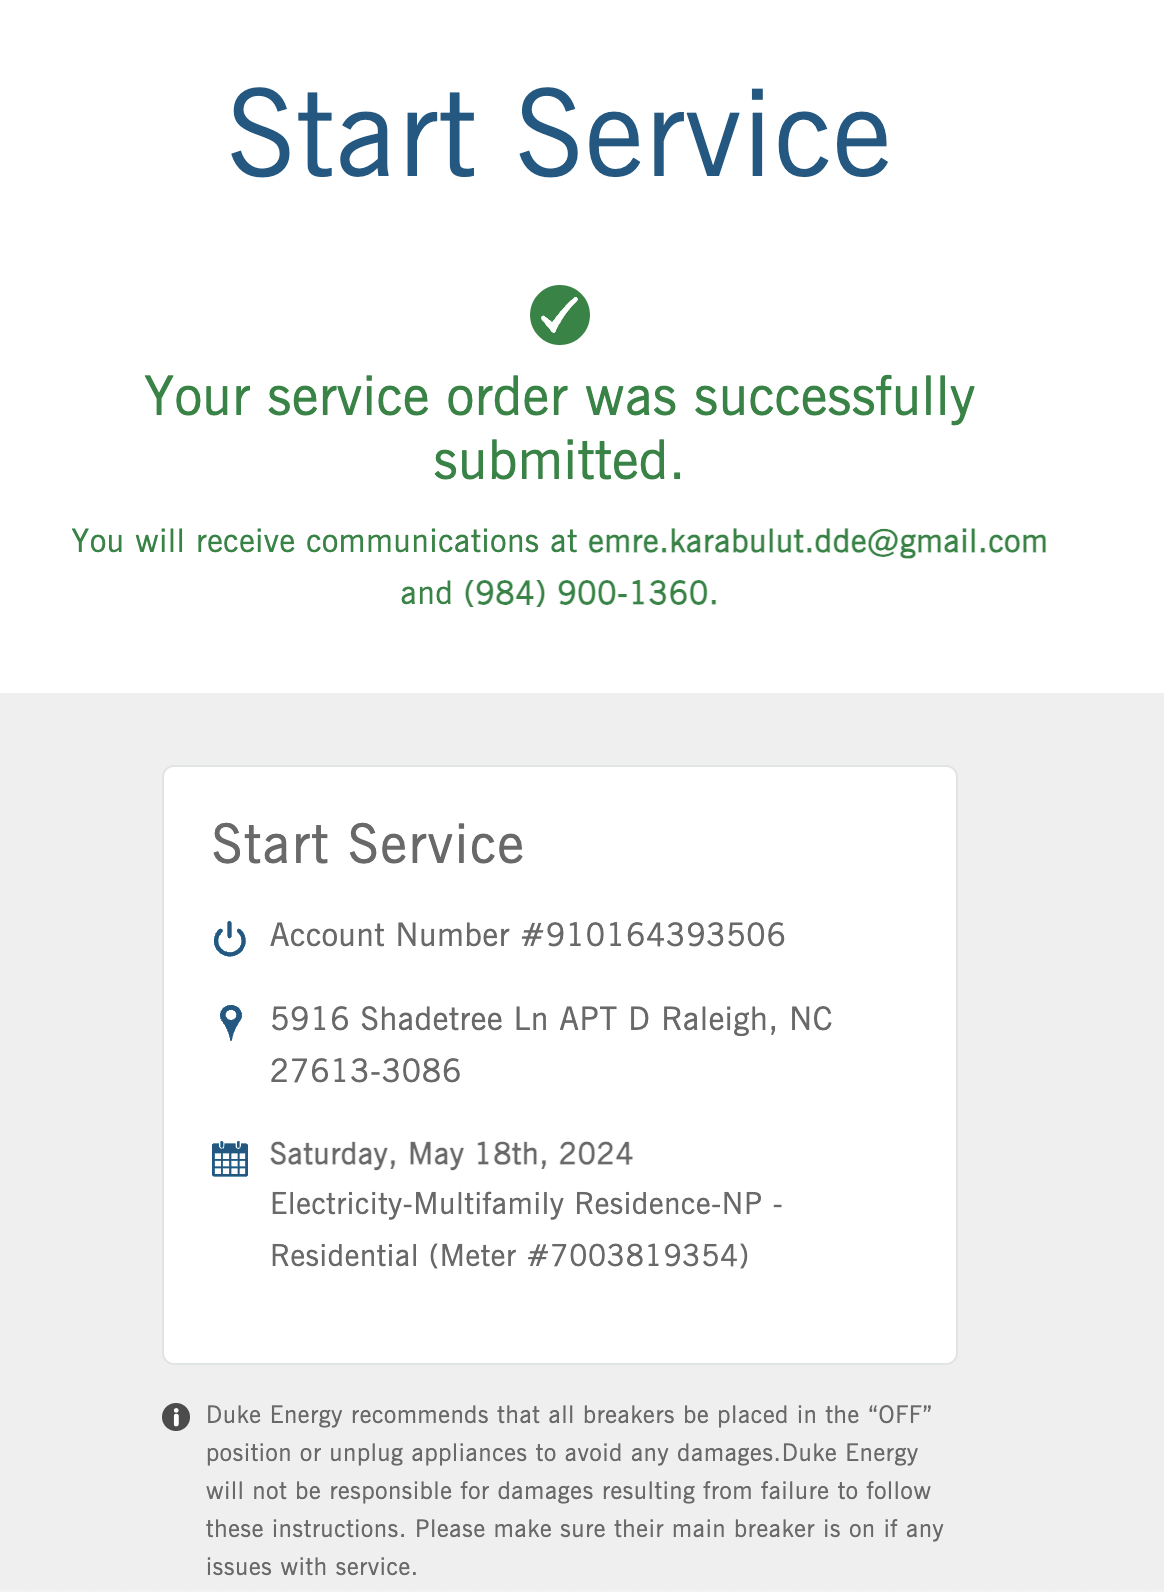 Start Service
Your service order was successfully
submitted.
You will receive communications at emre.karabulut.dde@gmail.com
and (984) 900-1360.
Start Service
Account Number #910164393506
5916 Shadetree Ln APT D Raleigh, NC
27613-3086
Saturday, May 18th, 2024
Electricity-Multifamily Residence-NP -
Residential (Meter #7003819354)
Duke Energy recommends that all breakers be placed in the “OFF”
position or unplug appliances to avoid any damages.Duke Energy
will not be responsible for damages resulting from failure to follow
these instructions. Please make sure their main breaker is on if any
issues with service.